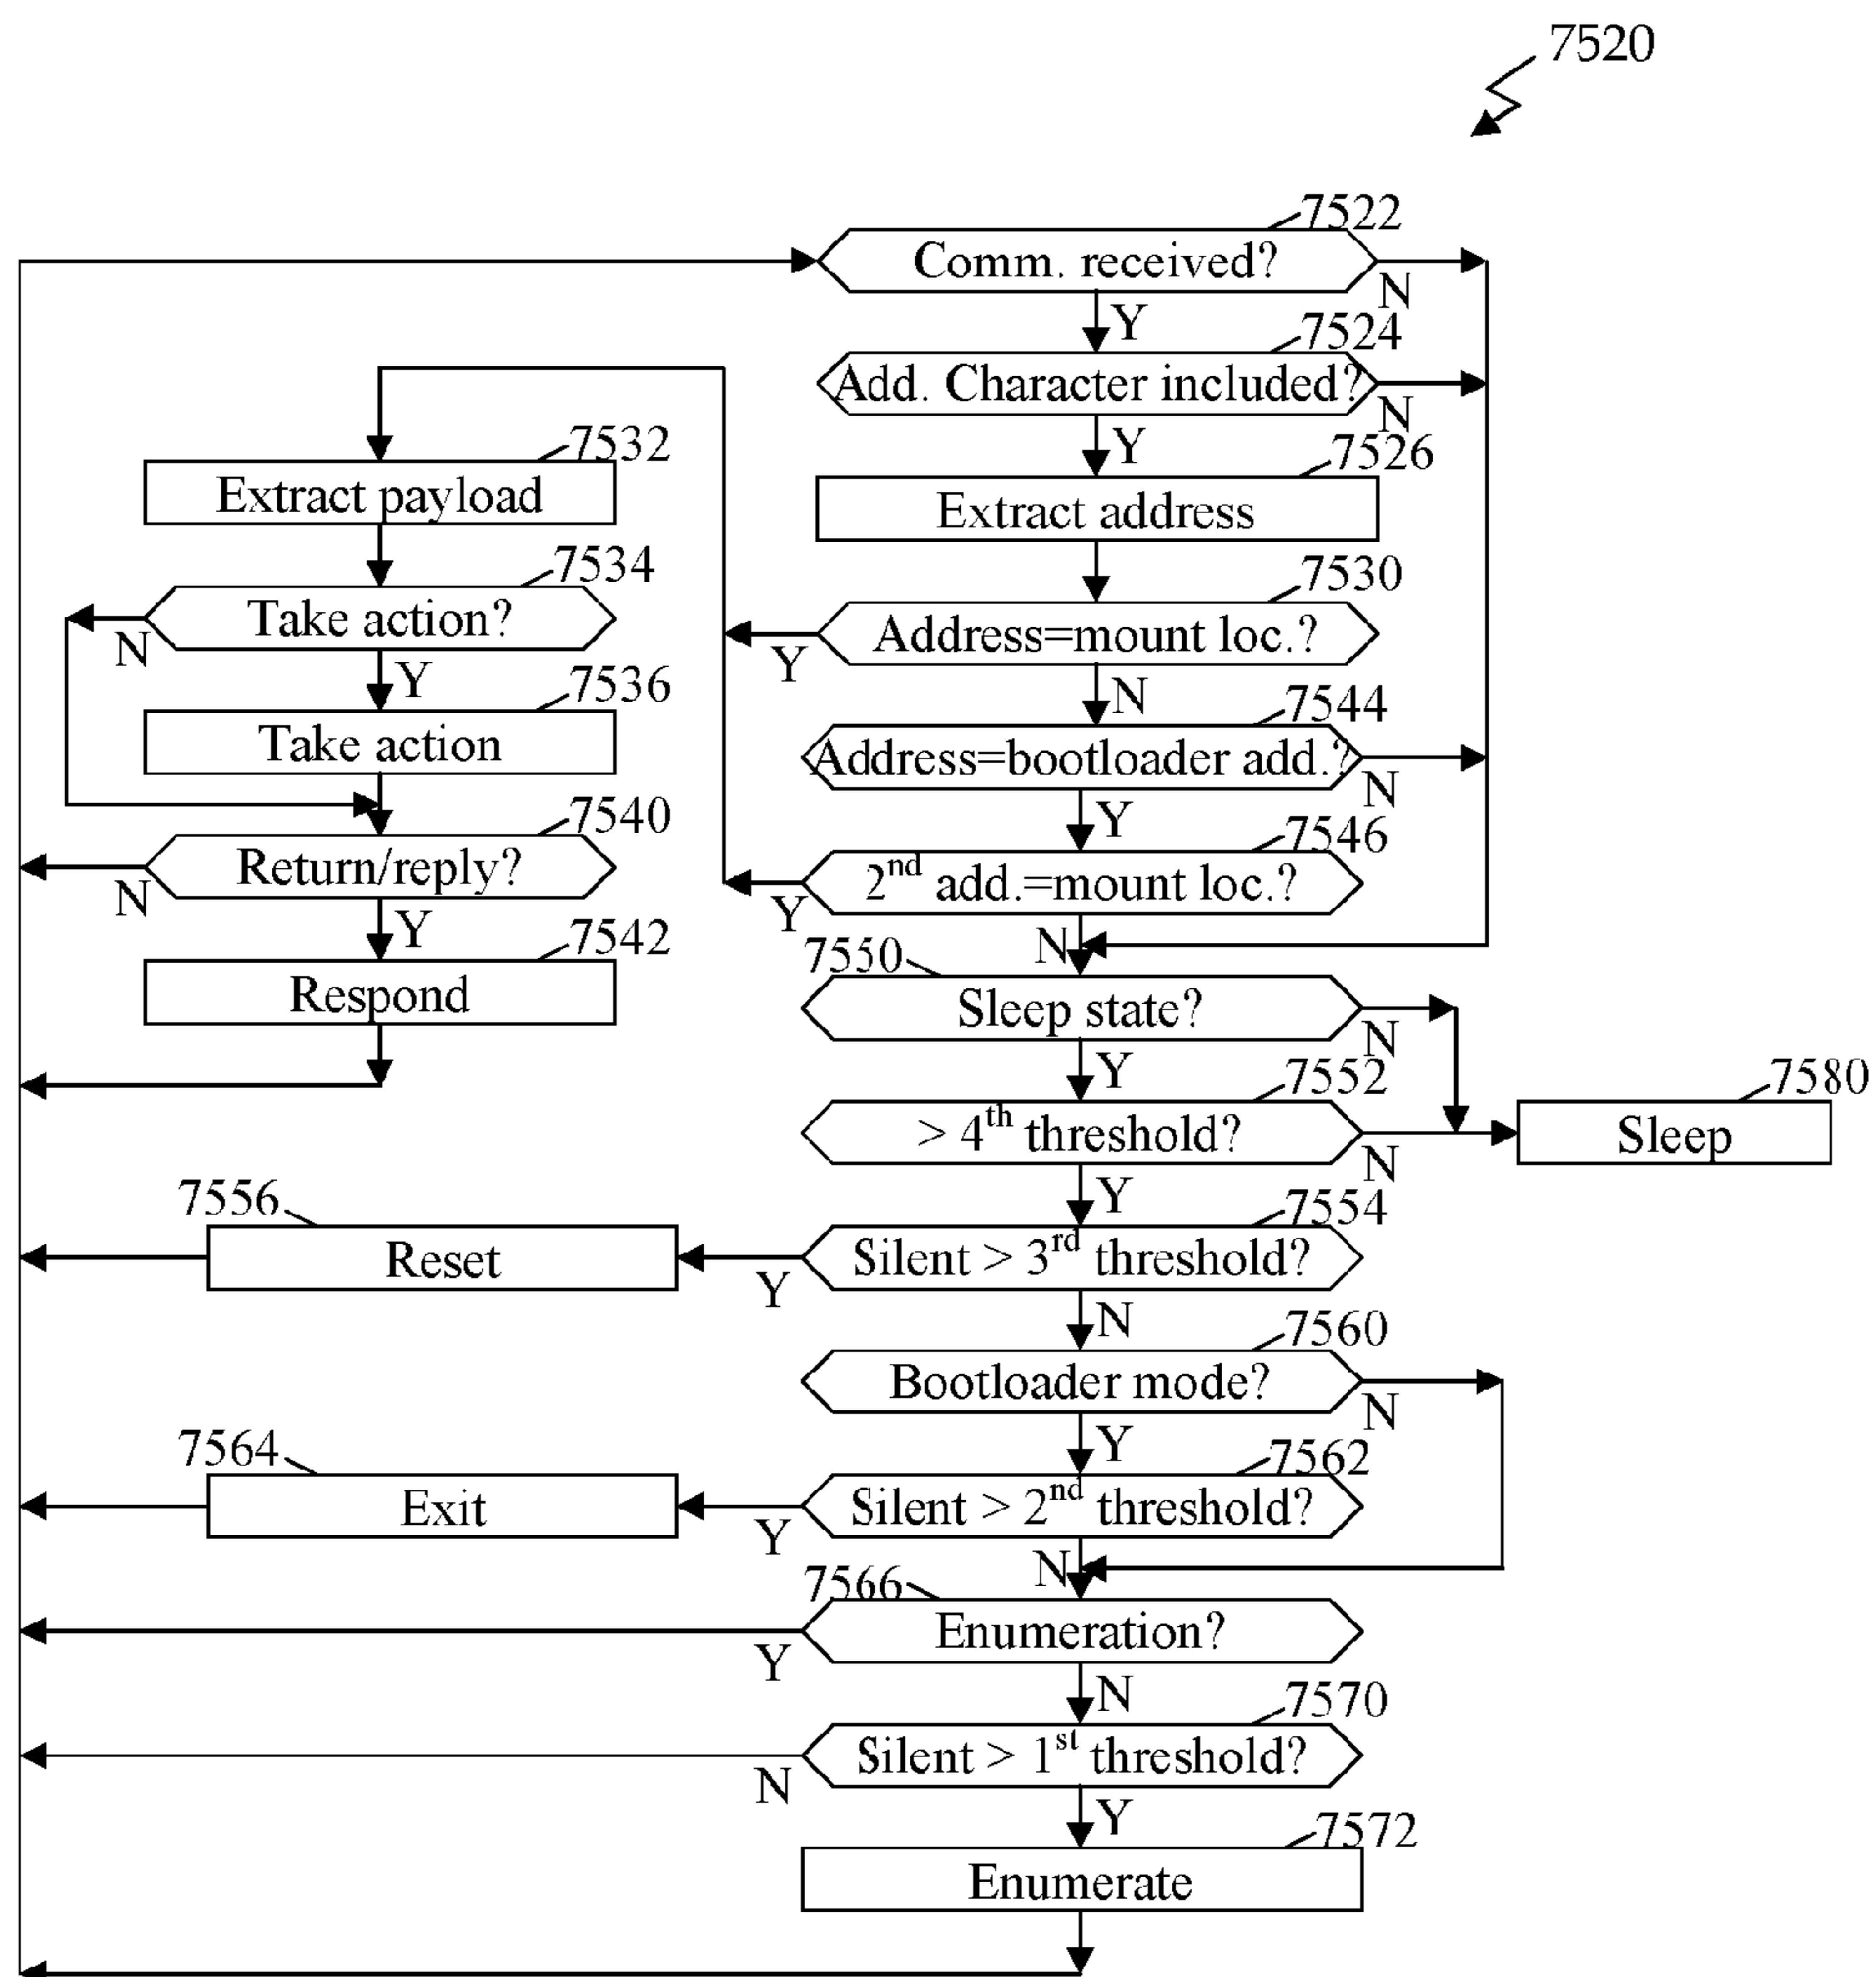 7520
7522
Comm. received?
N
Y
7524
Add. Character included?
N
Y
7526
Extract address
7530
Address=mount loc.?
Y
N
7544
Address=bootloader add.?
N
Y
7546
2nd add.=mount loc.?
Y
N
7532
Extract payload
7534
Take action?
N
Y
7536
Take action
7540
Return/reply?
N
Y
7542
Respond
7550
Sleep state?
N
Y
7552
> 4th threshold?
N
Y
7580
Sleep
7554
Silent > 3rd threshold?
Y
N
7556
Reset
7560
Bootloader mode?
N
Y
7562
Silent > 2nd threshold?
Y
N
7564
Exit
7566
Enumeration?
Y
N
7570
Silent > 1st threshold?
N
Y
7572
Enumerate